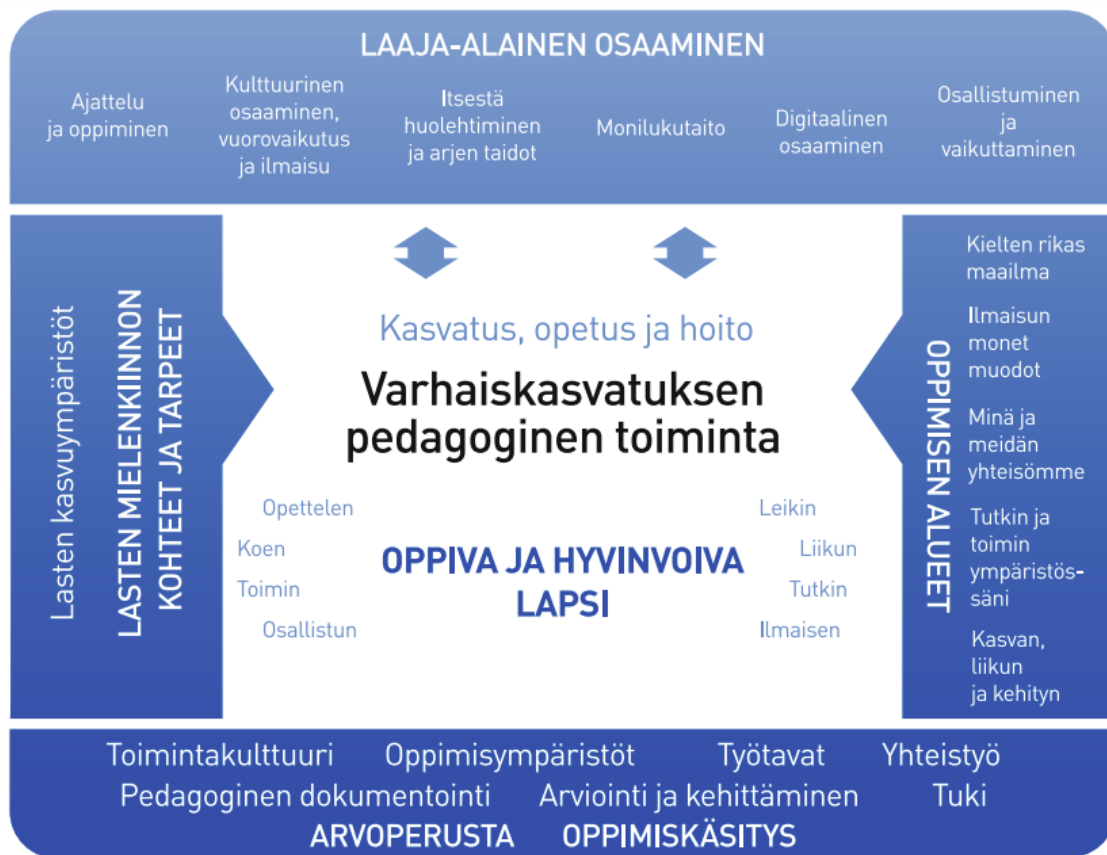 LAAJA-ALAINEN OSAAMINEN
Ajattelu
ja oppiminen
Kulttuurinen
osaaminen,
vuorovaikutus
ja ilmaisu
Itsestä
huolehtiminen
ja arjen taidot
Monilukutaito
Digitaalinen
osaaminen
Osallistuminen
ja
vaikuttaminen
Lasten kasvuympäristöt
LASTEN MIELENKIINNON
KOHTEET JA TARPEET
Kasvatus, opetus ja hoito
Varhaiskasvatuksen
pedagoginen toiminta
Opettelen
Koen
Toimin
Osallistun
OPPIVA JA HYVINVOIVA
LAPSI
Leikin
Liikun
Tutkin
Ilmaisen
OPPIMISEN ALUEET
Kielten rikas
maailma
Ilmaisun
monet
muodot
Minä ja
meidän
yhteisömme
Tutkin ja
toimin
ympäristös-
säni
Kasvan,
liikun
ja kehityn
Toimintakulttuuri Oppimisympäristöt Työtavat Yhteistyö
Pedagoginen dokumentointi Arviointi ja kehittäminen Tuki
ARVOPERUSTA OPPIMISKÄSITYS